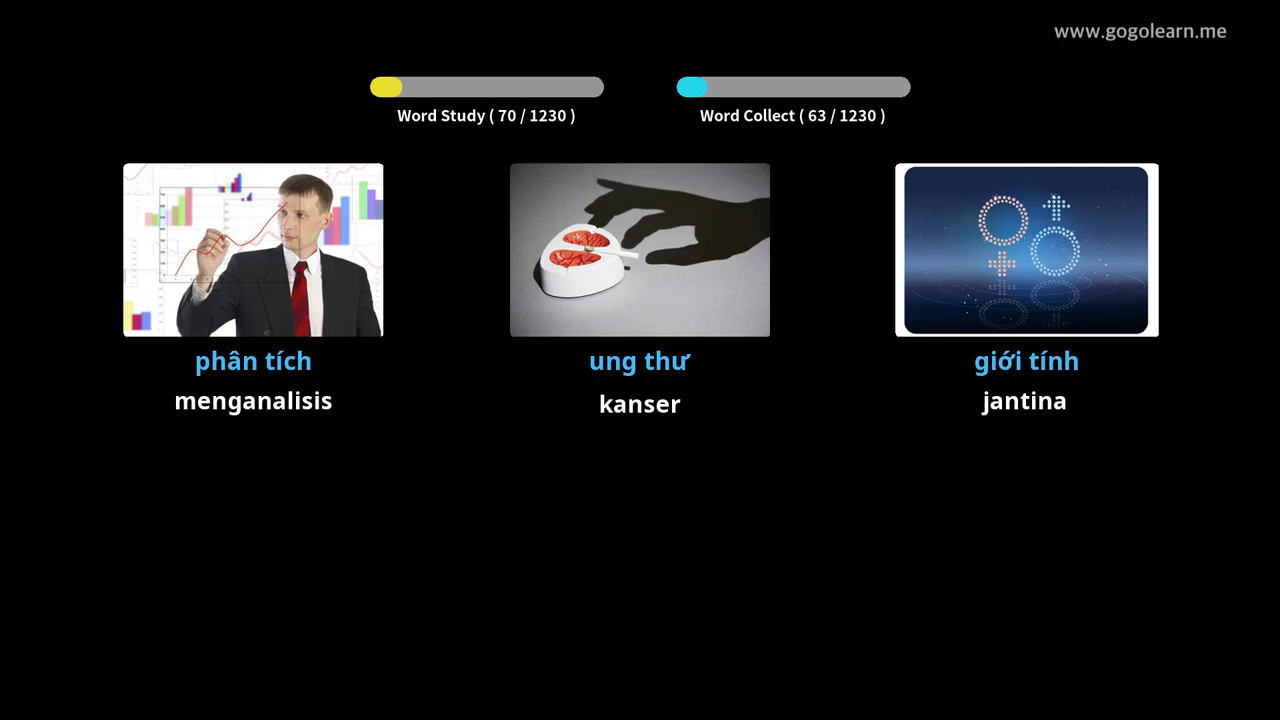 www.gogolearn.me
Word Study ( 70 / 1230 )
Word Collect ( 63 / 1230 )
phân tích
menganalisis
ung thư
kanser
giới tính
jantina